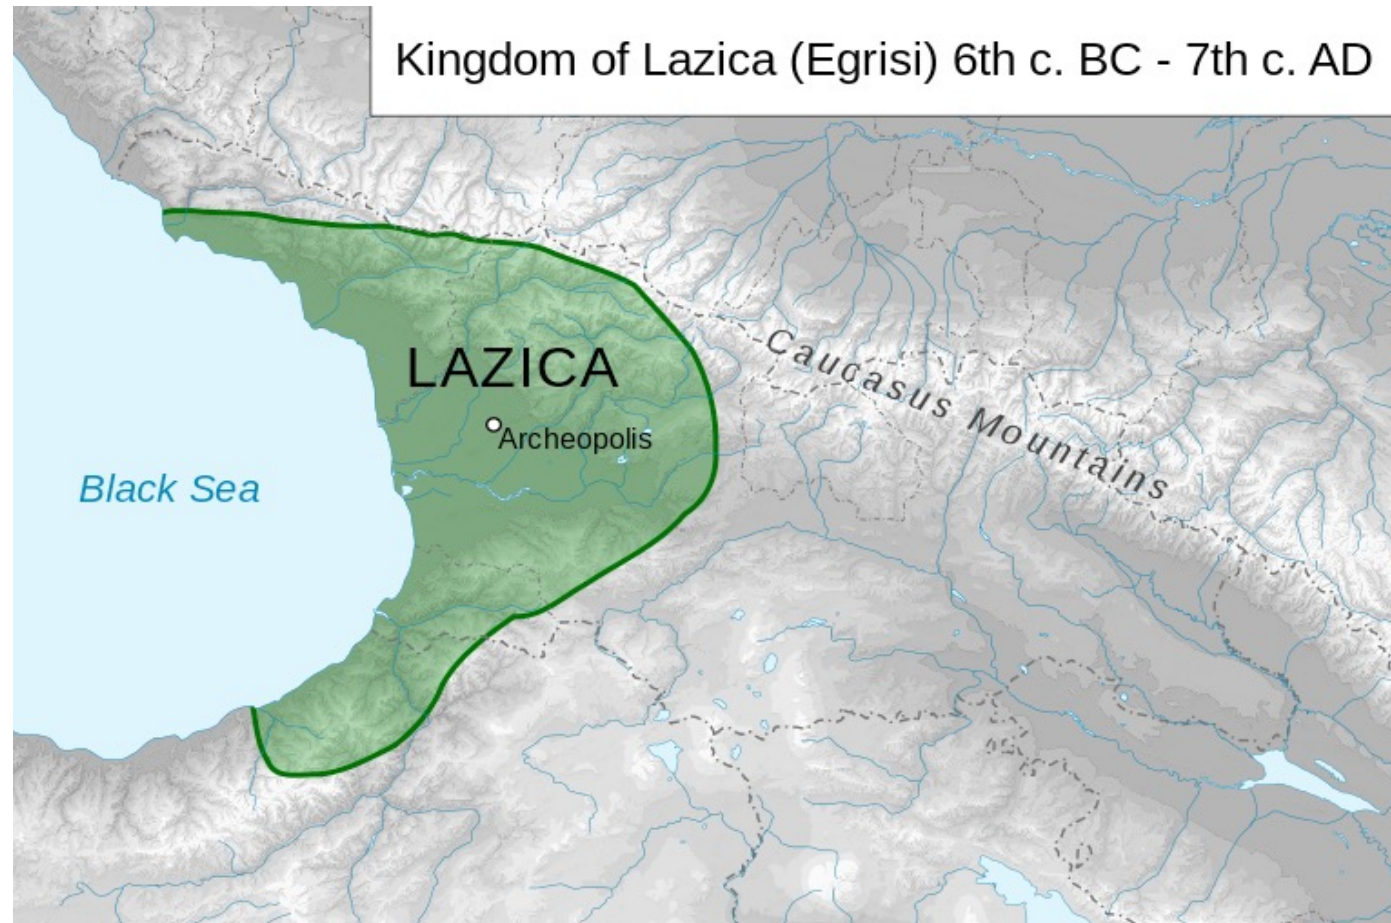 Kingdom of Lazica (Egrisi) 6th c. BC - 7th c. AD
LAZICA
Caucasus Mountains
Archeopolis
Black Sea